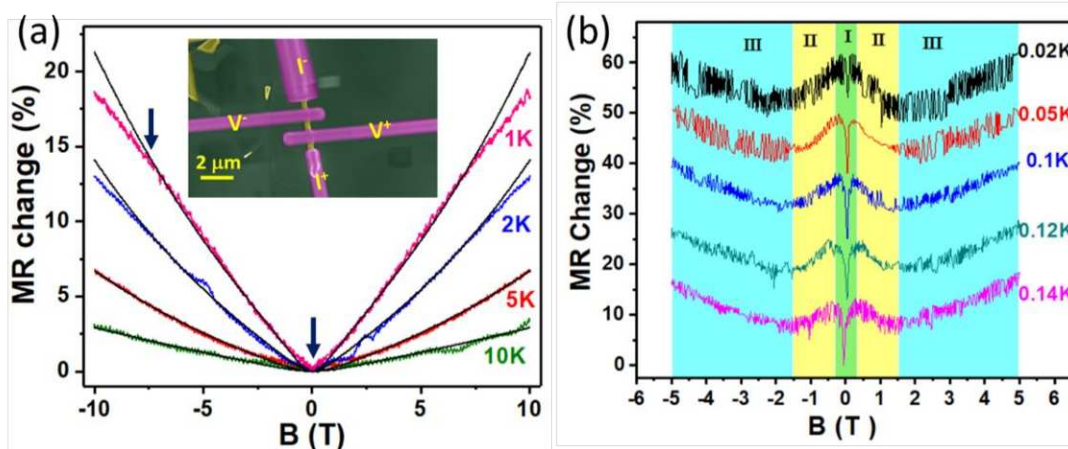 (a)
MR change (%)
20
15
10
5
0
-10
-5
0
5
10
B (T)
1K
2K
5K
10K
I-
V-
V+
I+
2 μm
(b)
MR Change (%)
60
50
40
30
20
10
0
-6 -5 -4 -3 -2 -1 0 1 2 3 4 5 6
B (T )
III II I II III
0.02K
0.05K
0.1K
0.12K
0.14K